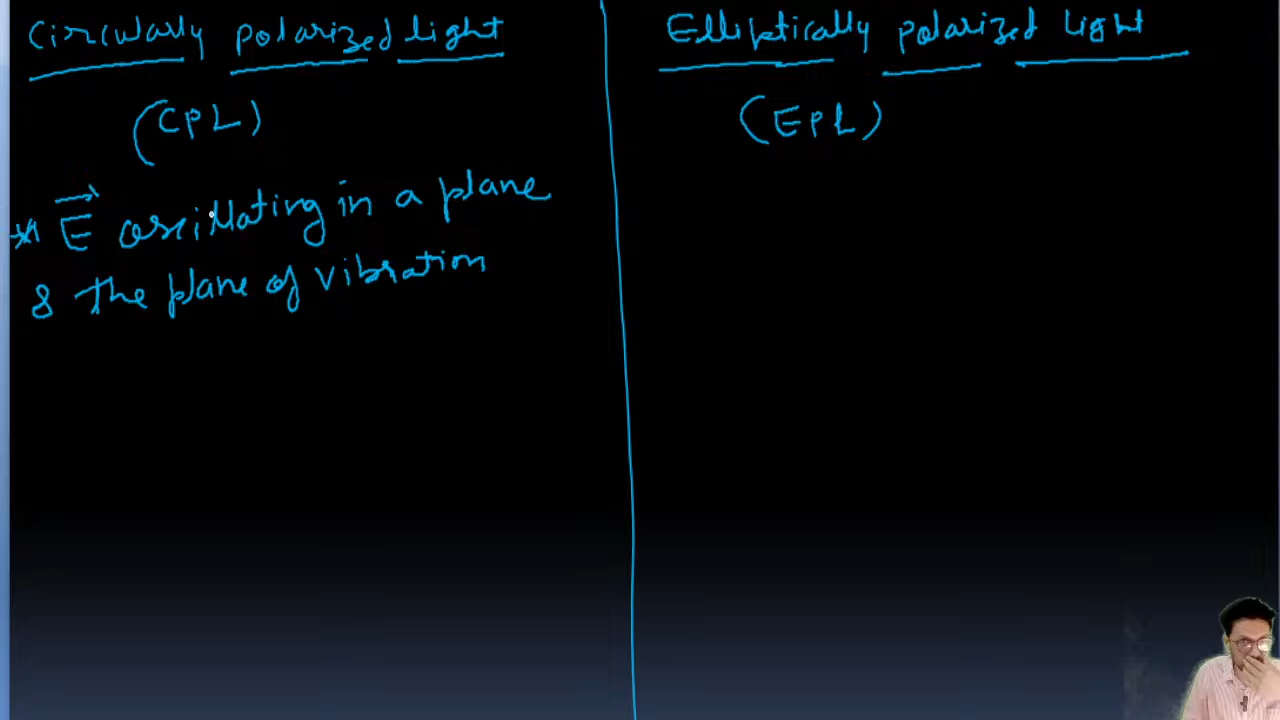 Circularly polarized light
(CPL)
* E oscillating in a plane
& the plane of vibration
Elliptically polarized light
(EPL)